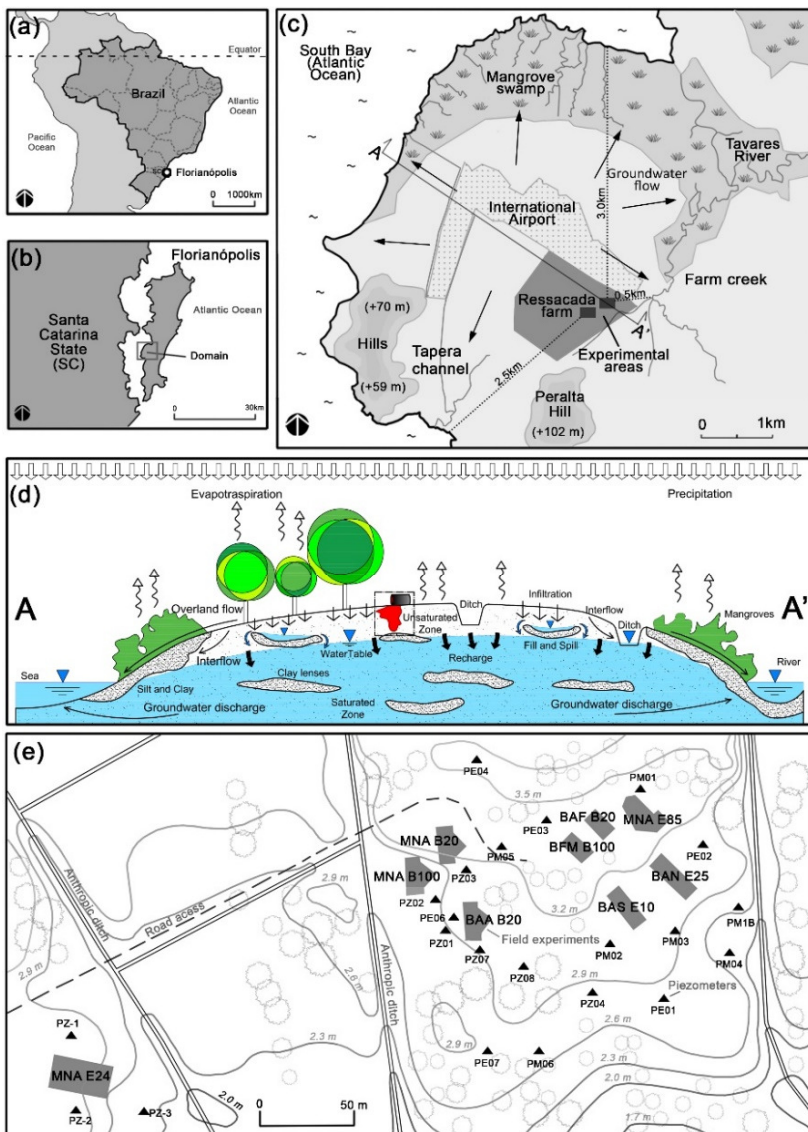 (a)
Equator
Brazil
Atlantic
Ocean
Pacific
Ocean
SC
Florianópolis
0 1000km
(b)
Florianópolis
Atlantic Ocean
Santa
Catarina
State
(SC)
Domain
0 30km
(c)
South Bay
(Atlantic
Ocean)
Mangrove
swamp
Tavares
River
A
Groundwater
flow
International
Airport
3.0km
Farm creek
0.5km
Ressacada
farm
A'
(+70 m)
Hills
(+59 m)
Tapera
channel
Experimental
areas
2.5km
Peralta
Hill
(+102 m)
0 1km
(d)
Evapotraspiration
Precipitation
A
A'
Overland flow
Unsaturated
Zone
Ditch
Infiltration
Interflow
Ditch
Mangroves
Interflow
WaterTable
Fill and Spill
Sea
River
Silt and Clay
Clay lenses
Recharge
Groundwater discharge
Saturated
Zone
Groundwater discharge
(e)
PE04
3.5 m
PM01
BAF B20
MNA E85
PE03
MNA B20
BFM B100
PE02
PM05
2.9 m
MNA B100
PZ03
BAN E25
Anthropic ditch
Road acess
PZ02
3.2 m
BAS E10
PE06
BAA B20
PM1B
PZ01
Field experiments
PM03
2.9 m
2.6 m
Anthropic ditch
PZ07
PM02
PM04
PZ08
2.9 m
Piezometers
PZ04
PE01
PZ-1
2.3 m
2.6 m
2.9 m
2.3 m
PE07
PM06
2.0 m
MNA E24
2.0 m
1.7 m
PZ-2
PZ-3
0 50 m